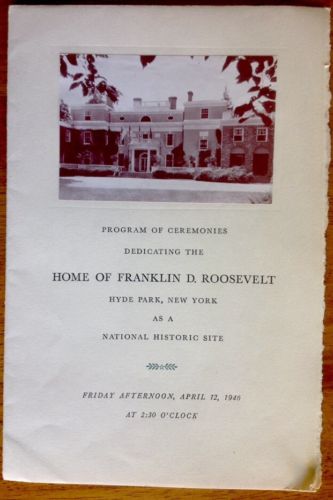 PROGRAM OF CEREMONIES
DEDICATING THE
HOME OF FRANKLIN D. ROOSEVELT
HYDE PARK, NEW YORK
AS A
NATIONAL HISTORIC SITE
FRIDAY AFTERNOON, APRIL 12, 1946
AT 2:30 O'CLOCK